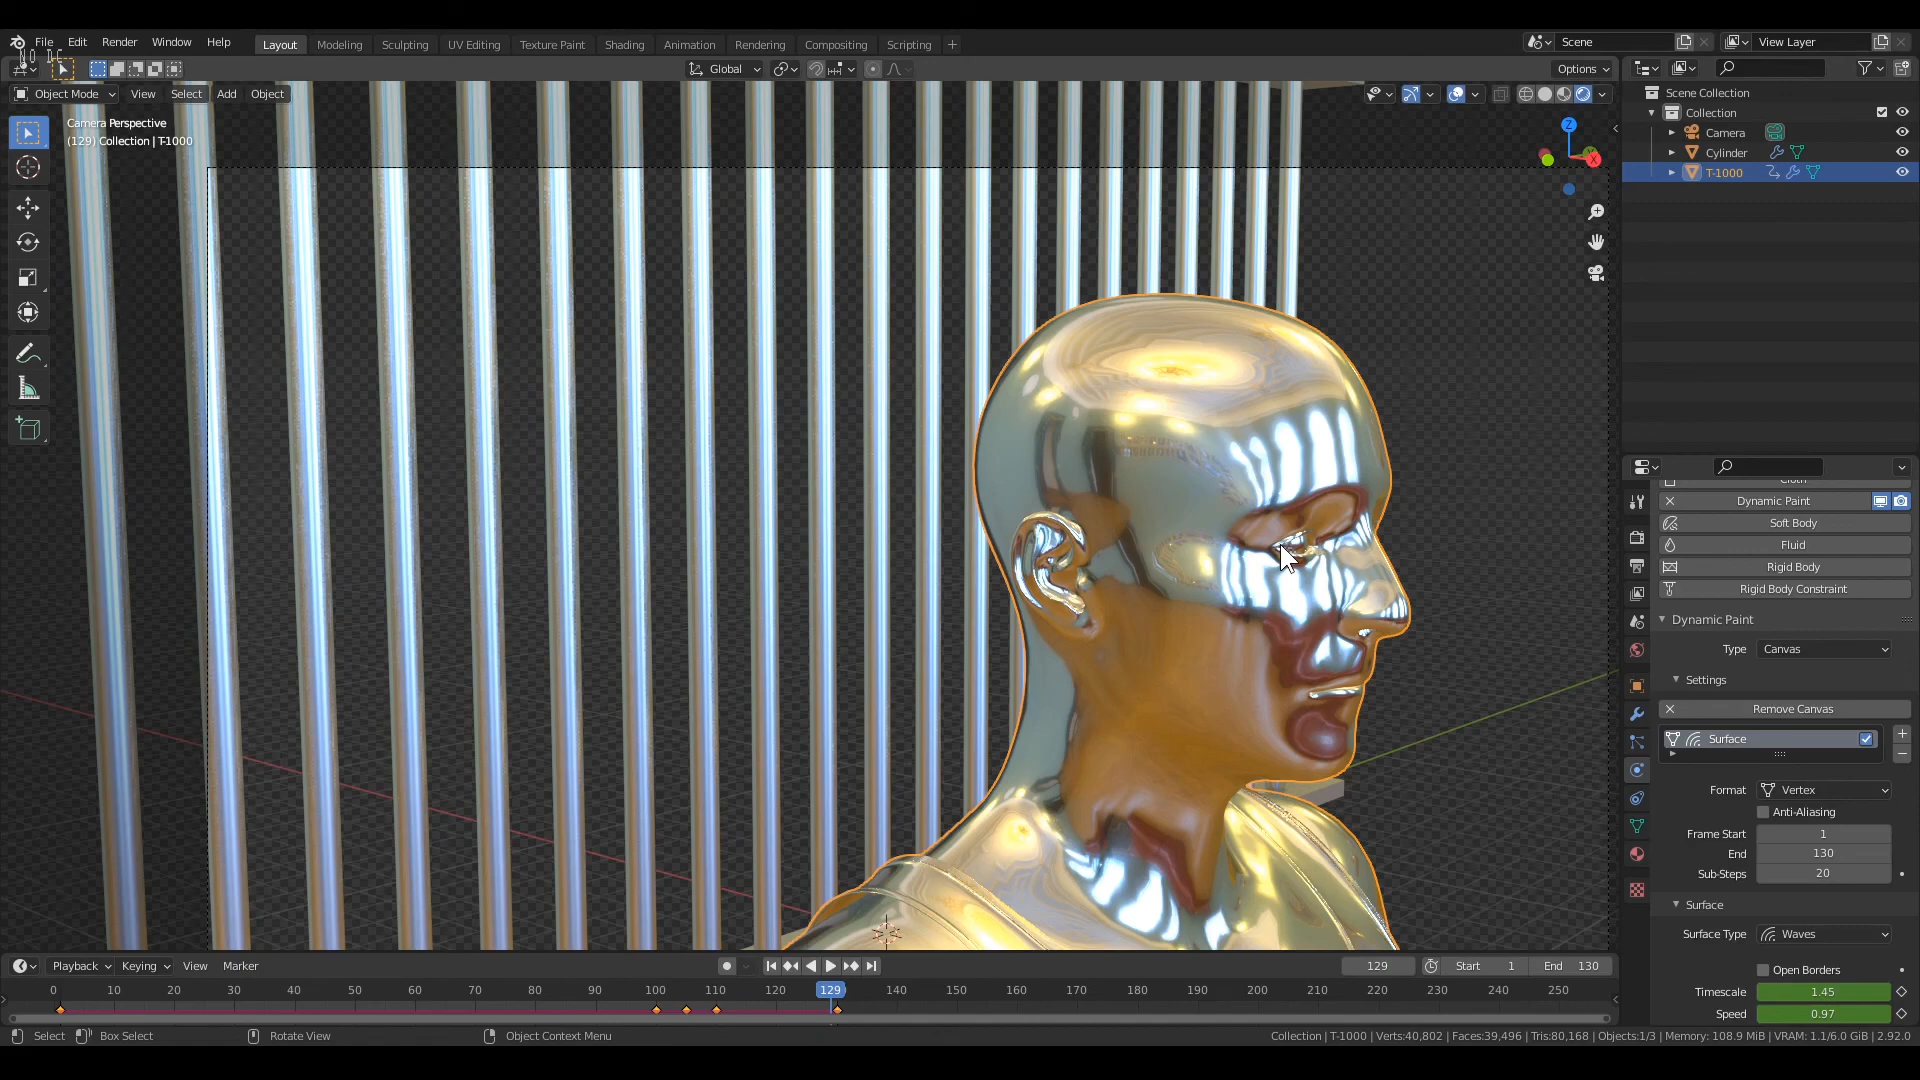 File Edit Render Window Help Layout Modeling Sculpting UV Editing Texture Paint Shading Animation Rendering Compositing Scripting + Scene View Layer
Global Options
Object Mode View Select Add Object
Camera Perspective
(129) Collection | T-1000
Z
X
Scene Collection
Collection
Camera
Cylinder
T-1000
Dynamic Paint
Soft Body
Fluid
Rigid Body
Rigid Body Constraint
Dynamic Paint
Type Canvas
Settings
Remove Canvas
Surface
Format Vertex
Anti-Aliasing
Frame Start 1
End 130
Sub-Steps 20
Surface
Surface Type Waves
Open Borders
Timescale 1.45
Speed 0.97
Playback Keying View Marker 129 Start 1 End 130
0 10 20 30 40 50 60 70 80 90 100 110 120 129 140 150 160 170 180 190 200 210 220 230 240 250
Select Box Select Rotate View Object Context Menu Collection | T-1000 | Verts:40,802 | Faces:39,496 | Tris:80,168 | Objects:1/3 | Memory: 108.9 MiB | VRAM: 1.1/6.0 GiB | 2.92.0